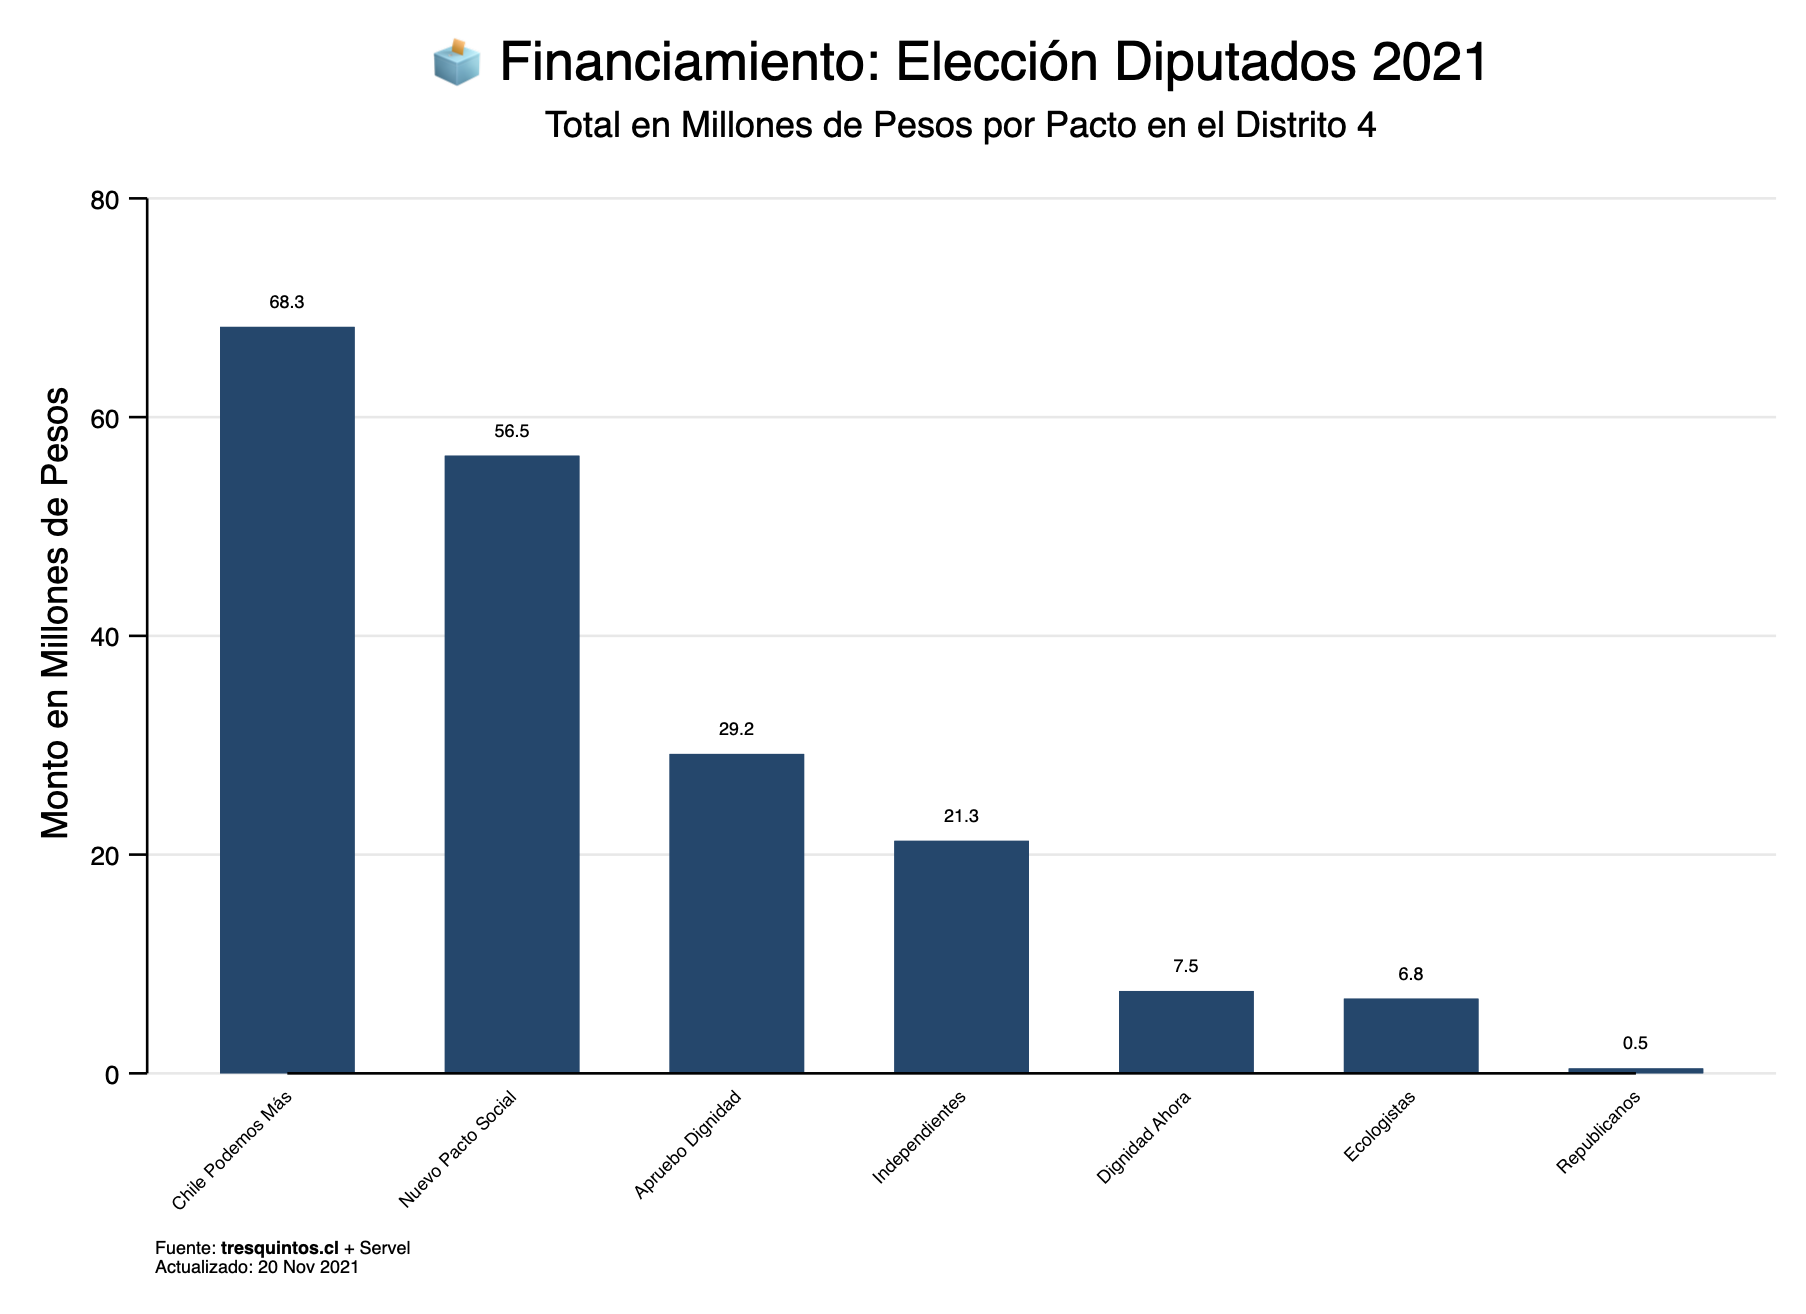 Financiamiento: Elección Diputados 2021
Total en Millones de Pesos por Pacto en el Distrito 4
Monto en Millones de Pesos
80
60
40
20
0
68.3
56.5
29.2
21.3
7.5
6.8
0.5
Chile Podemos Más
Nuevo Pacto Social
Apruebo Dignidad
Independientes
Dignidad Ahora
Ecologistas
Republicanos
Fuente: tresquintos.cl + Servel
Actualizado: 20 Nov 2021